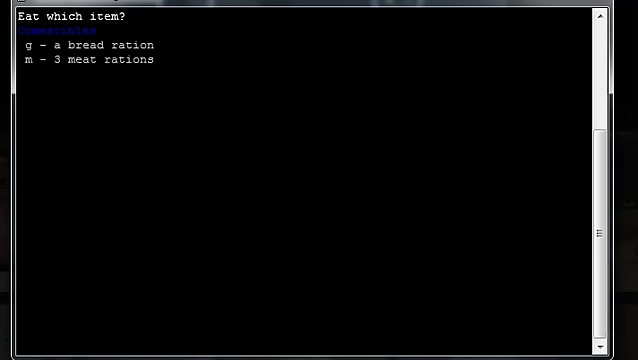 Eat which item?
Comestibles
g - a bread ration
m - 3 meat rations